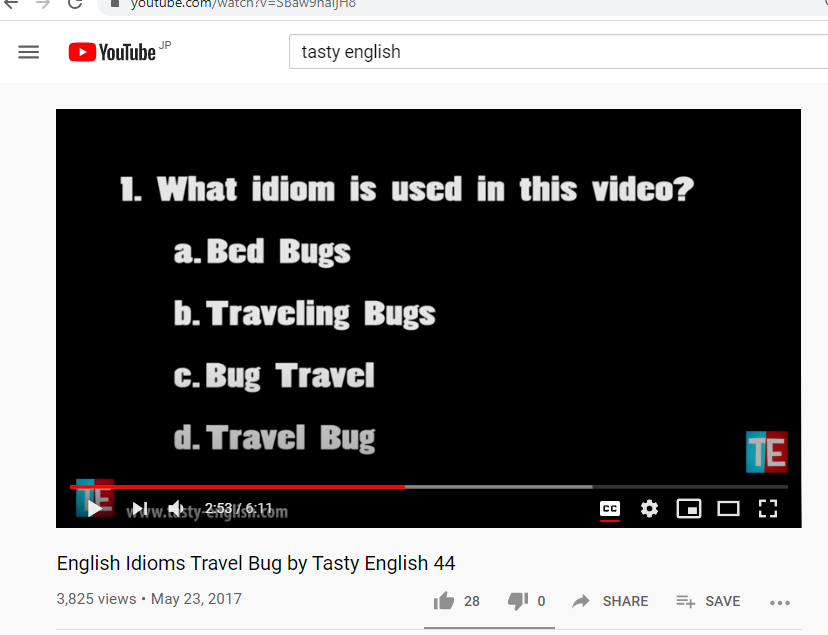 youtube.com/watch?v=SBaw9naljH8
YouTube JP
tasty english
1. What idiom is used in this video?
a. Bed Bugs
b. Traveling Bugs
c. Bug Travel
d. Travel Bug
TE
TE
2:53 / 6:11
www.tasty-english.com
CC
English Idioms Travel Bug by Tasty English 44
3,825 views • May 23, 2017
28
0
SHARE
SAVE